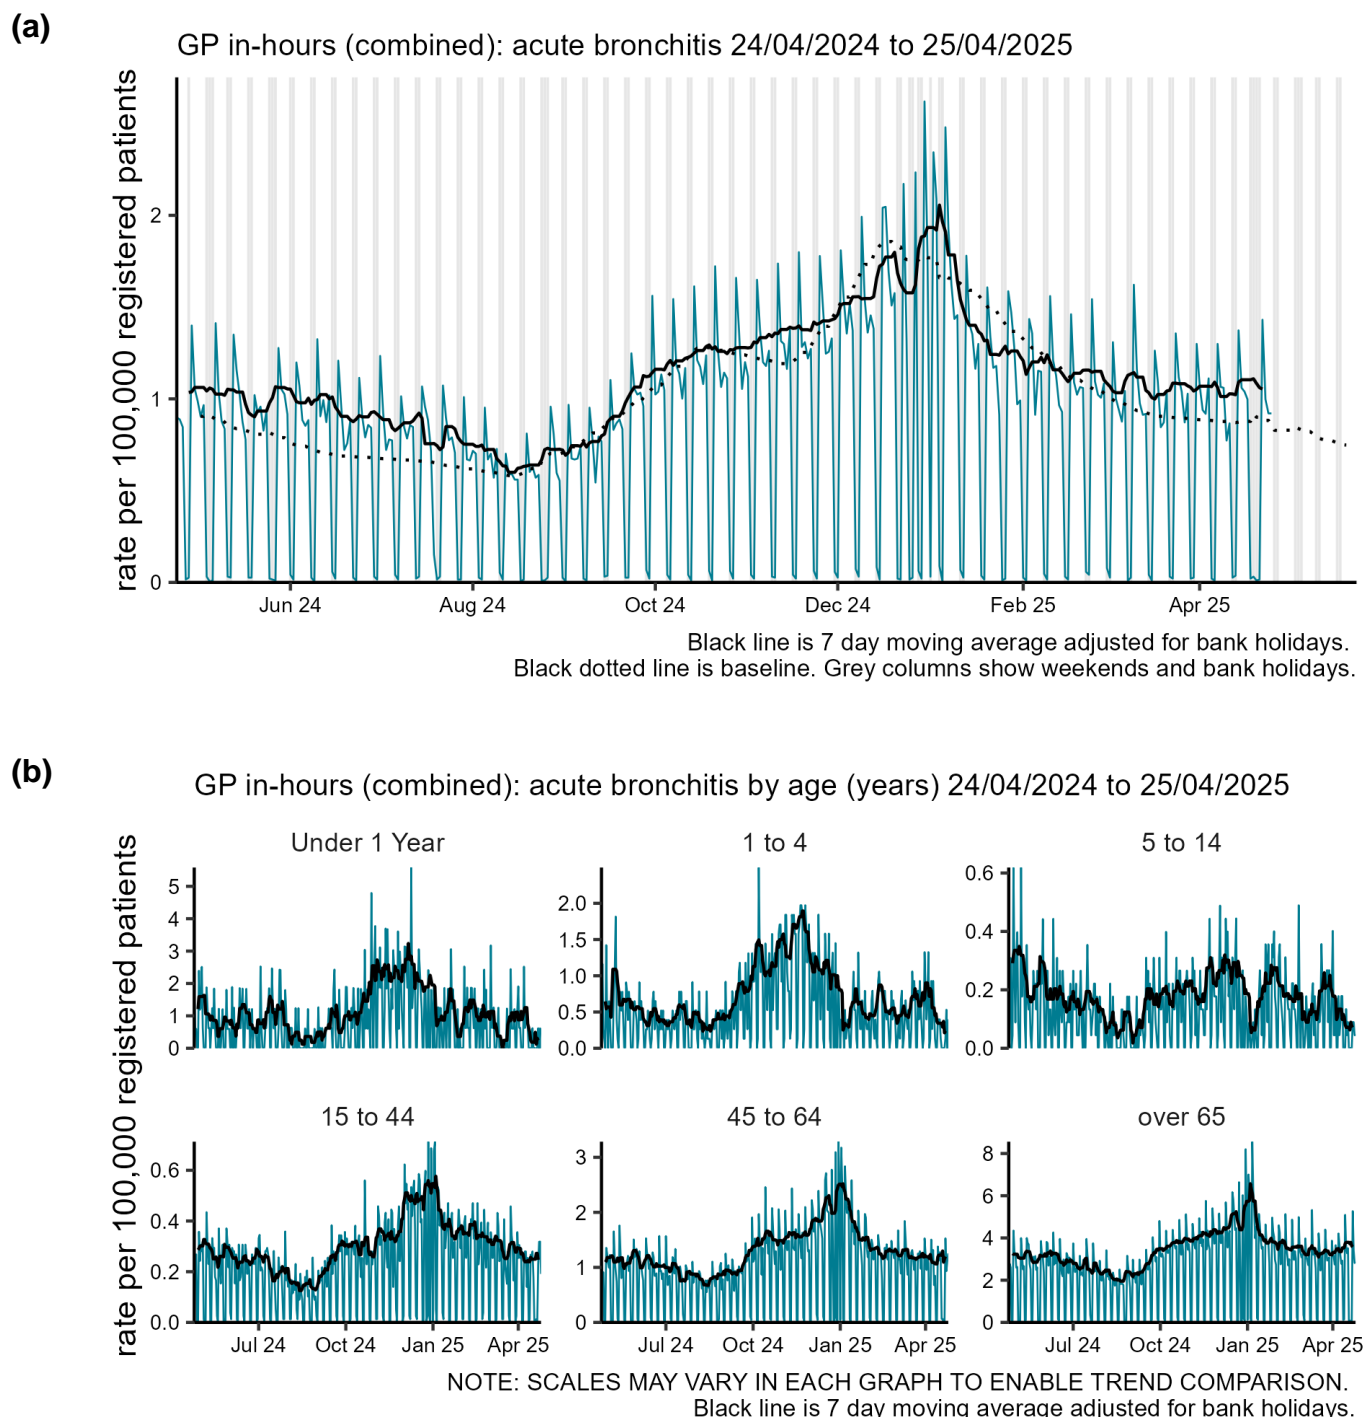 (a)
GP in-hours (combined): acute bronchitis 24/04/2024 to 25/04/2025
rate per 100,000 registered patients
2
1
0
Jun 24 Aug 24 Oct 24 Dec 24 Feb 25 Apr 25
Black line is 7 day moving average adjusted for bank holidays.
Black dotted line is baseline. Grey columns show weekends and bank holidays.
(b)
GP in-hours (combined): acute bronchitis by age (years) 24/04/2024 to 25/04/2025
rate per 100,000 registered patients
Under 1 Year
5
4
3
2
1
0
1 to 4
2.0
1.5
1.0
0.5
0.0
5 to 14
0.6
0.4
0.2
0.0
15 to 44
0.6
0.4
0.2
0.0
Jul 24 Oct 24 Jan 25 Apr 25
45 to 64
3
2
1
0
Jul 24 Oct 24 Jan 25 Apr 25
over 65
8
6
4
2
0
Jul 24 Oct 24 Jan 25 Apr 25
NOTE: SCALES MAY VARY IN EACH GRAPH TO ENABLE TREND COMPARISON.
Black line is 7 day moving average adjusted for bank holidays.